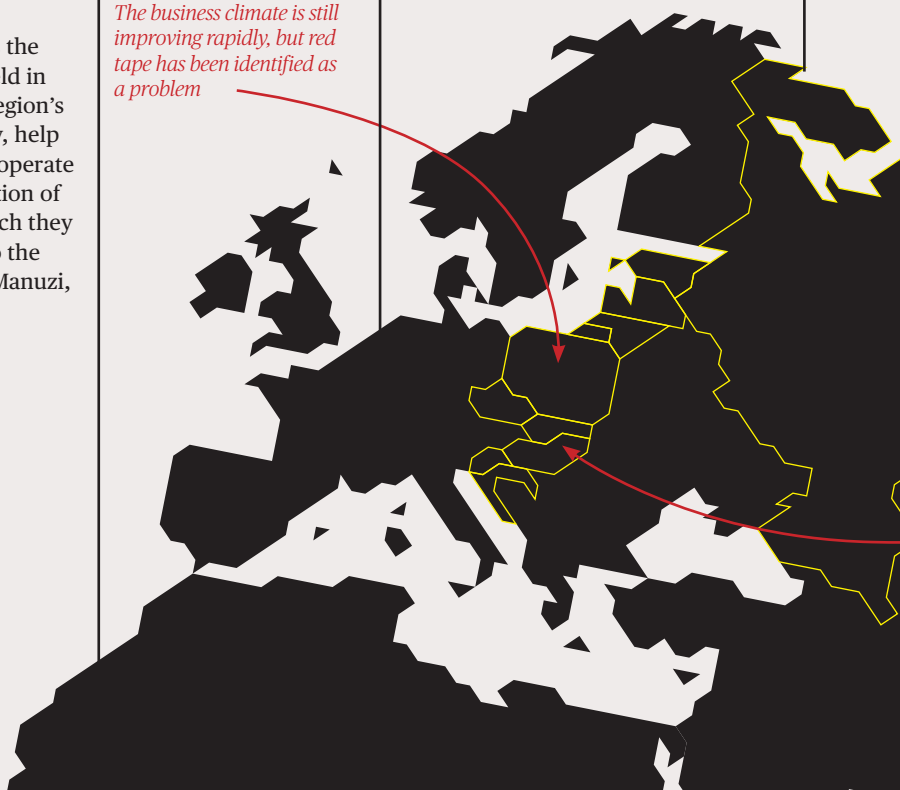 the
ld in
egion's
, help
operate
tion of
ch they
the
Manuzi,
The business climate is still
improving rapidly, but red
tape has been identified as
a problem